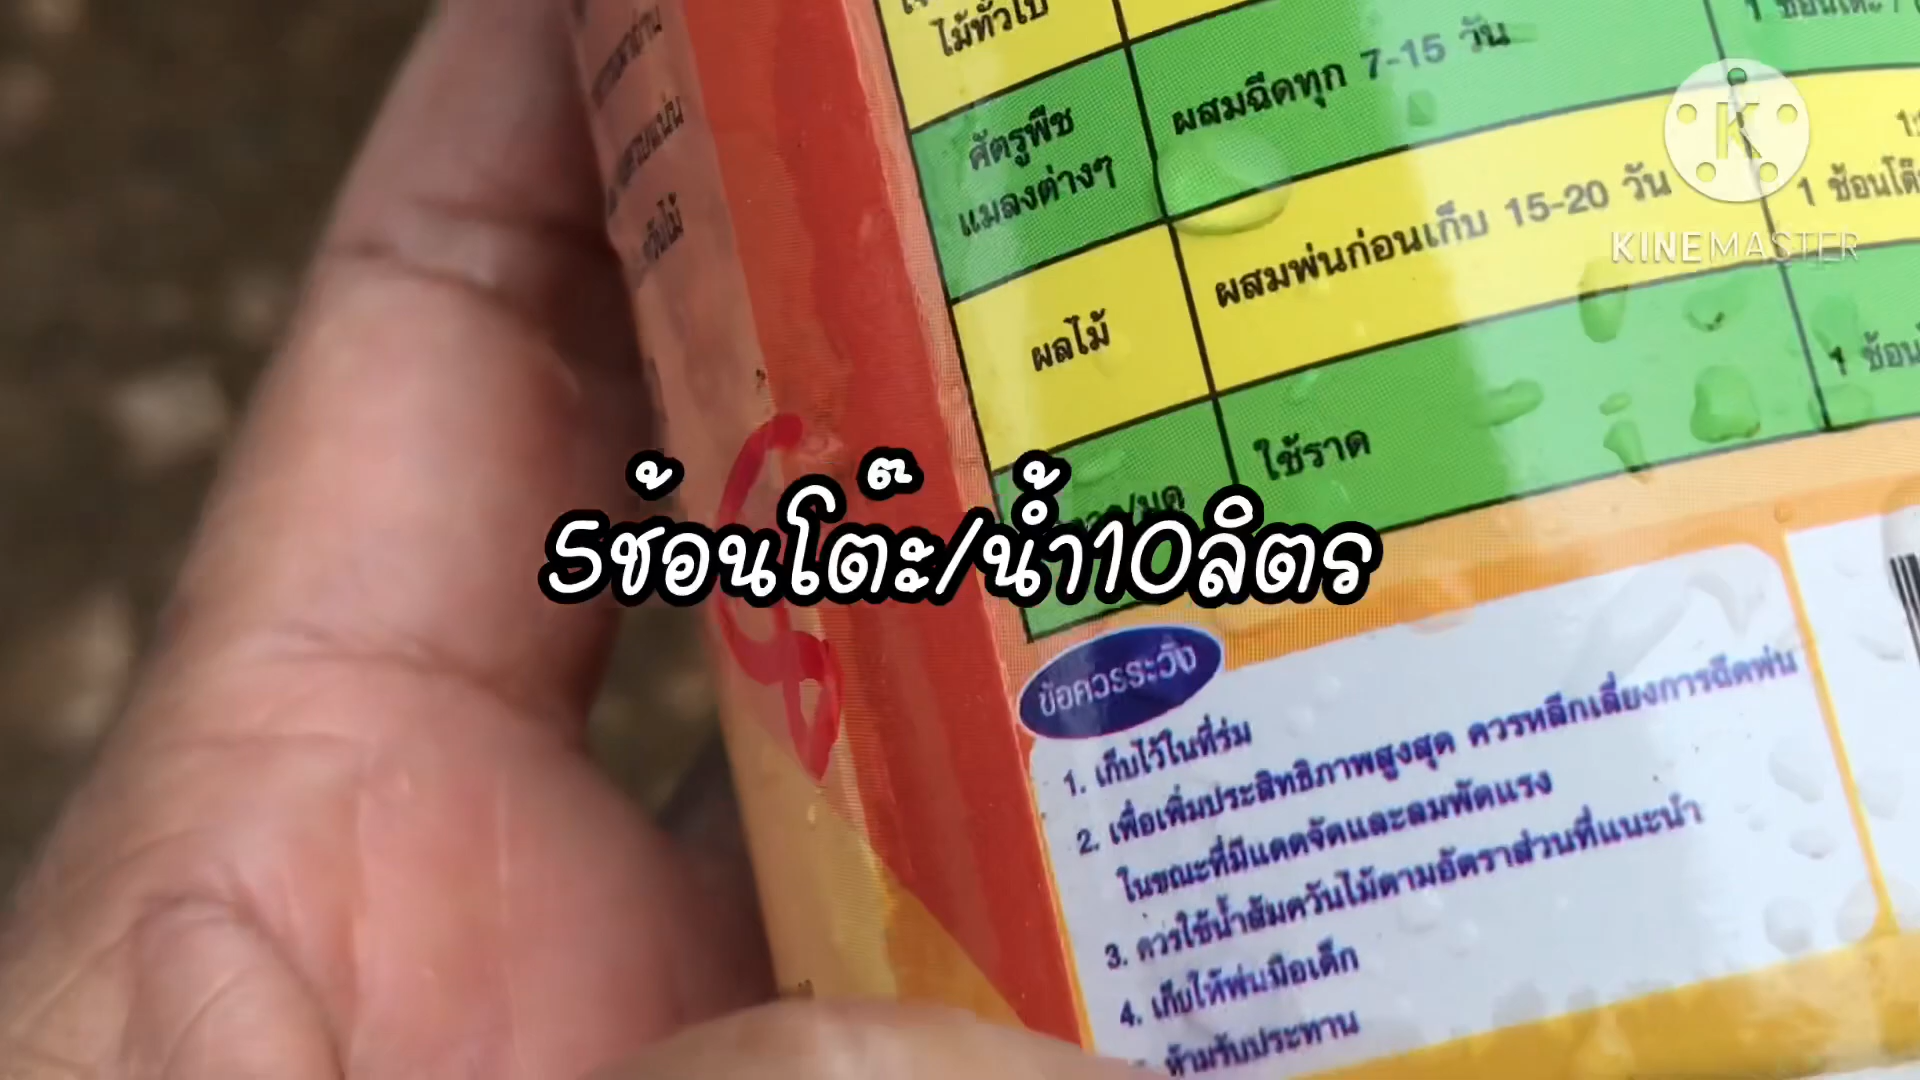 ไม้ทั่วไป
ศัตรูพืช
แมลงต่างๆ
ผสมฉีดทุก 7-15 วัน
ผลไม้
ผสมพ่นก่อนเก็บ 15-20 วัน
1 ช้อนโต๊ะ
ใช้ราด
1 ช้อน
KINEMASTER
5ช้อนโต๊ะ/น้ำ10ลิตร
ข้อควรระวัง
1. เก็บไว้ในที่ร่ม
2. เพื่อเพิ่มประสิทธิภาพสูงสุด ควรหลีกเลี่ยงการฉีดพ่น
ในขณะที่มีแดดจัดและลมพัดแรง
3. ควรใช้น้ำส้มควันไม้ตามอัตราส่วนที่แนะนำ
4. เก็บให้พ้นมือเด็ก
ห้ามรับประทาน